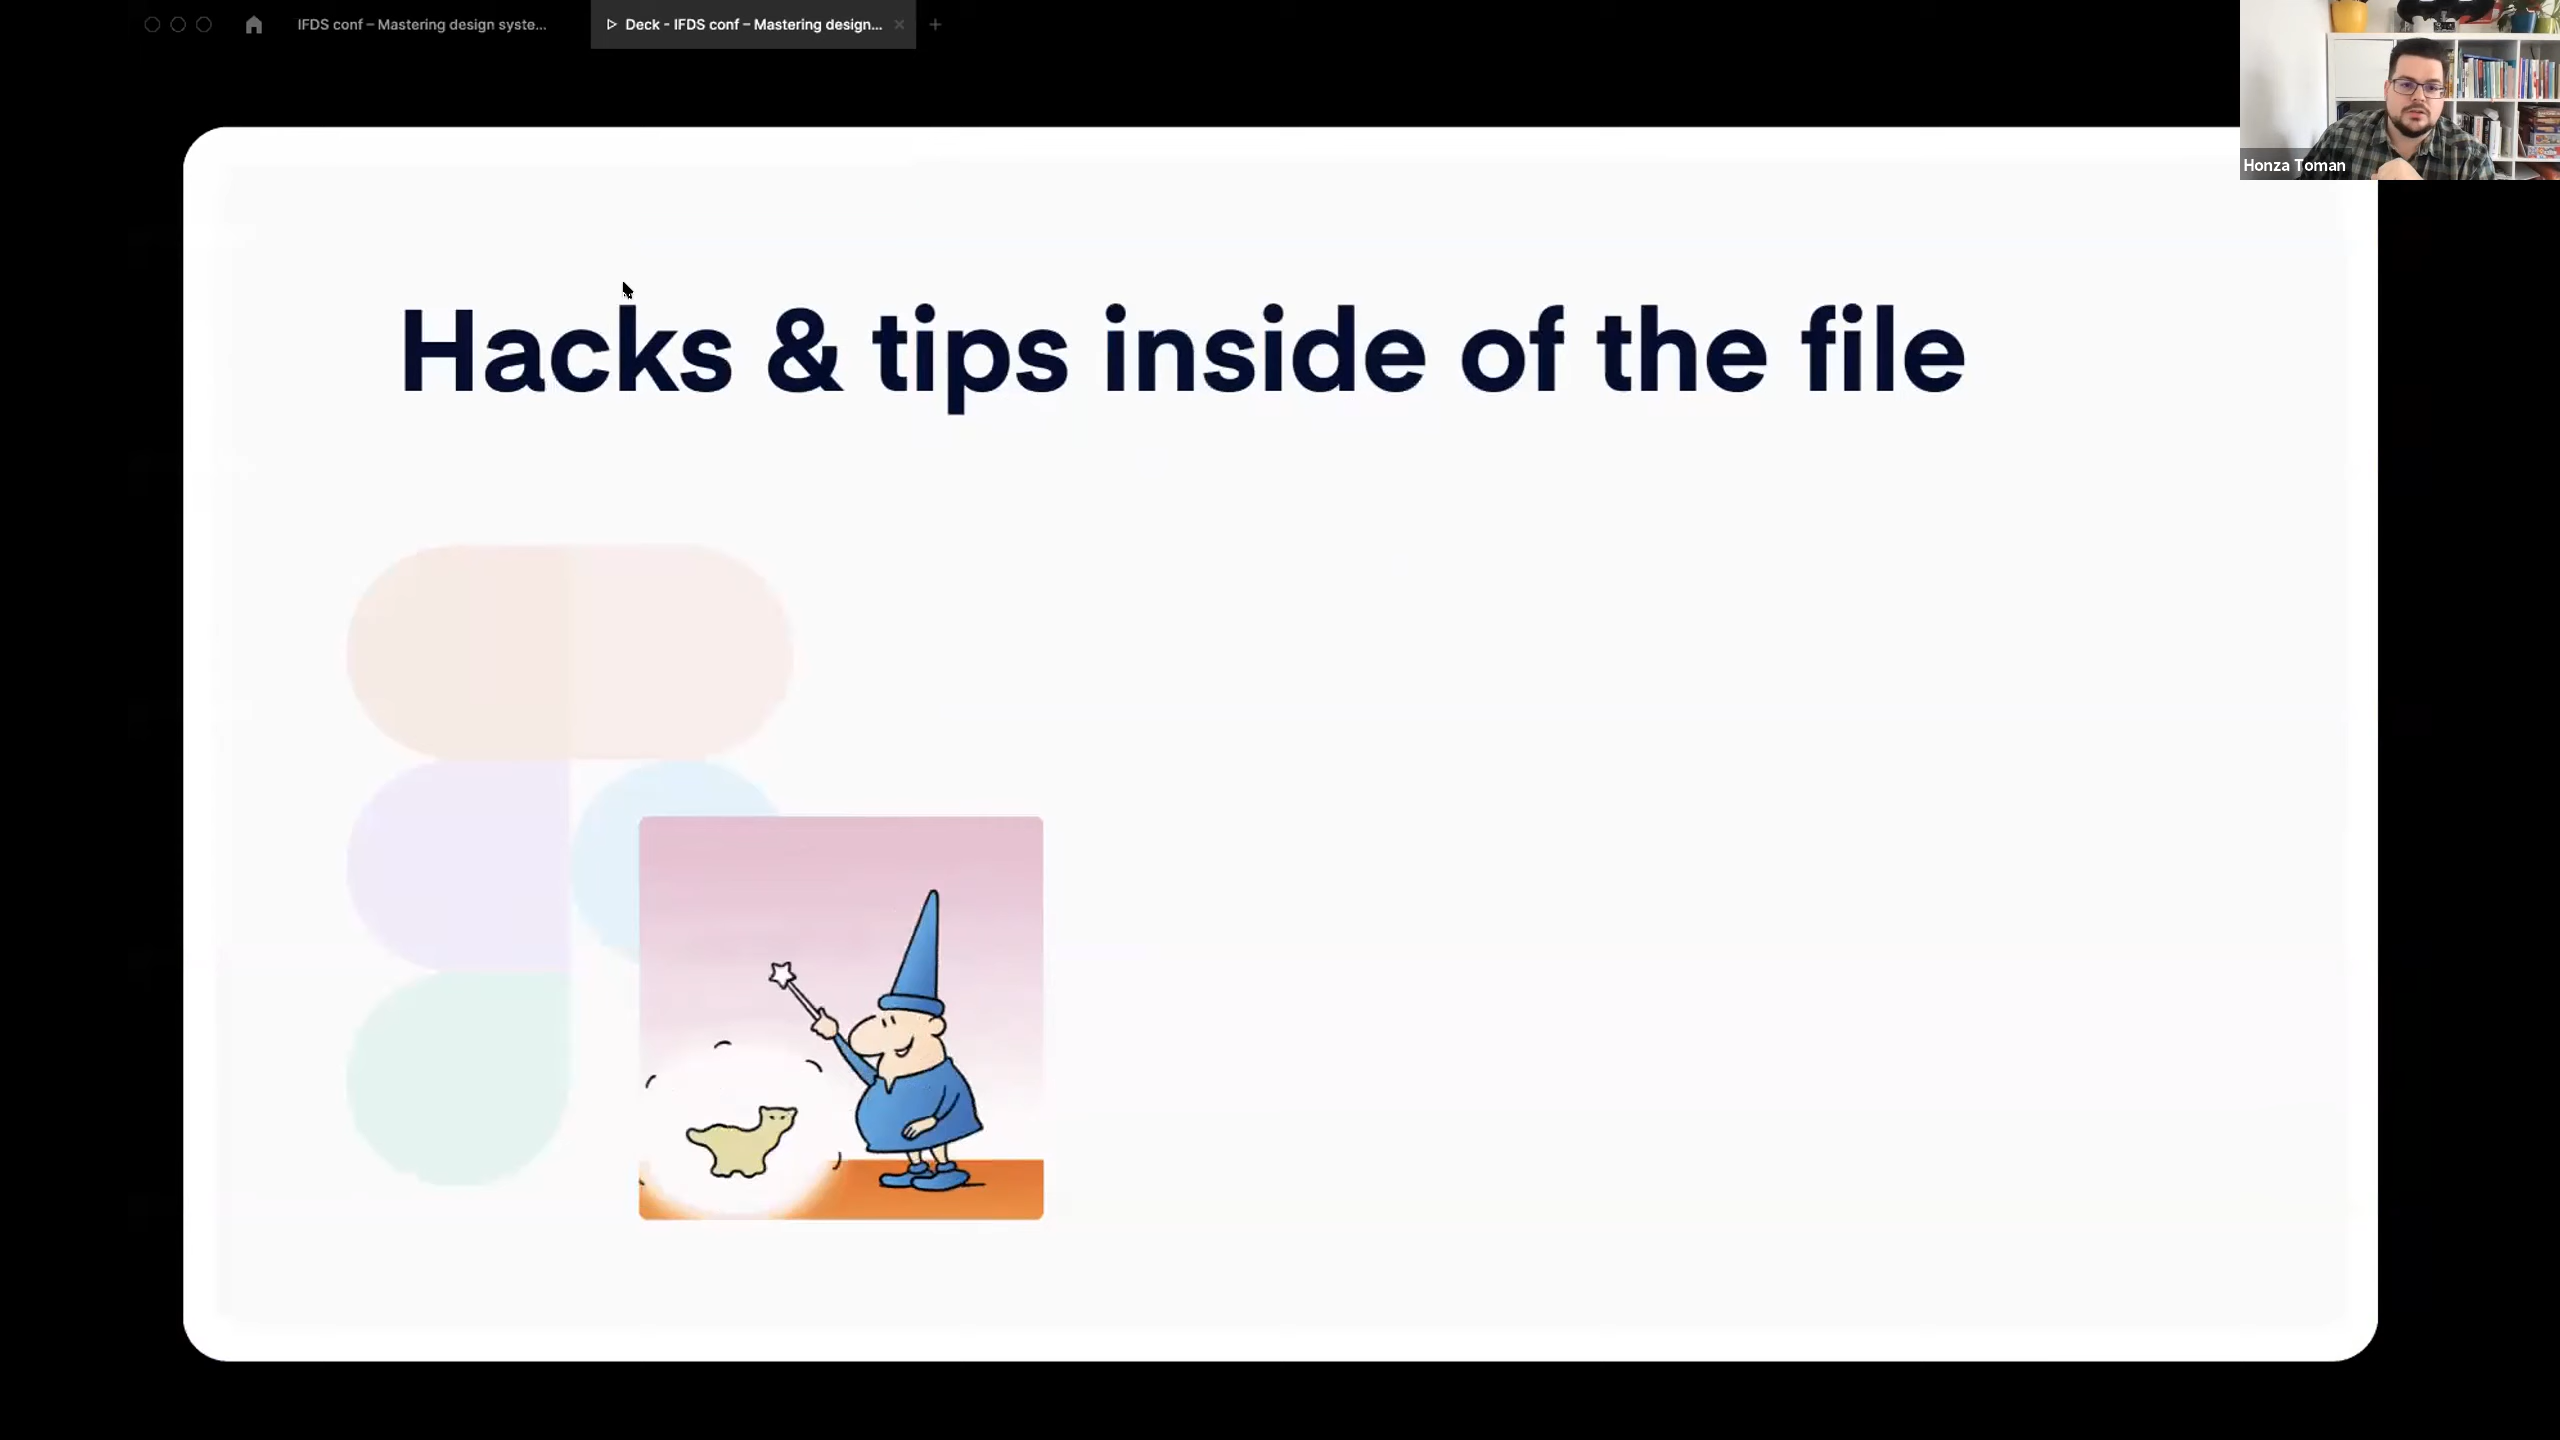 IFDS conf – Mastering design syste...
Deck - IFDS conf – Mastering design...
Honza Toman
Hacks & tips inside of the file